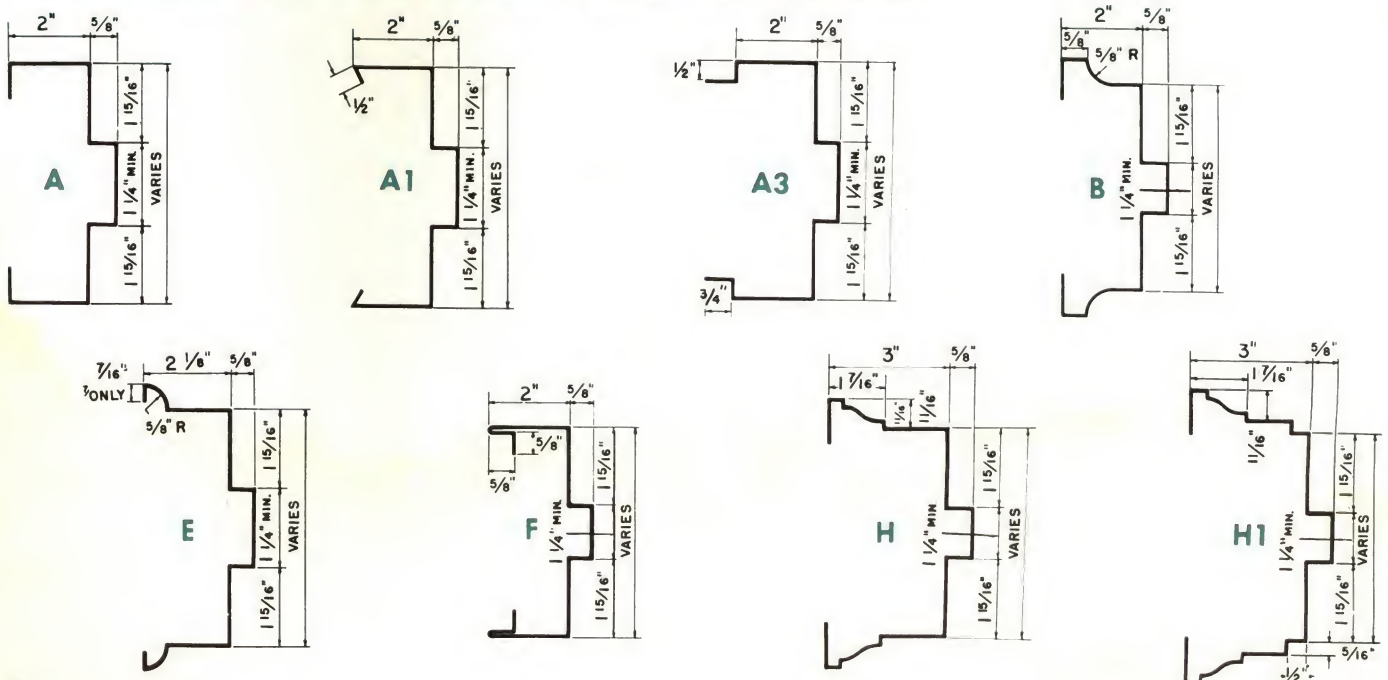 2" 5/8"
1 15/16"
1 1/4" MIN.
1 15/16"
VARIES
A
2" 5/8"
1/2"
1 15/16"
1 1/4" MIN.
1 15/16"
VARIES
A1
2" 5/8"
1/2"
1 15/16"
1 1/4" MIN.
1 15/16"
VARIES
3/4"
A3
2" 5/8"
5/8"
5/8" R
1 15/16"
1 1/4" MIN.
1 15/16"
VARIES
B
7/16"
ONLY
2 1/8" 5/8"
5/8" R
1 15/16"
1 1/4" MIN.
1 15/16"
VARIES
E
2" 5/8"
5/8"
5/8"
1 15/16"
1 1/4" MIN.
1 15/16"
VARIES
F
3" 5/8"
1 7/16"
11/16"
11/16"
1 15/16"
1 1/4" MIN
1 15/16"
VARIES
H
3" 5/8"
1 7/16"
11/16"
1 15/16"
1 1/4" MIN.
1 15/16"
VARIES
H1
5/16"
1/2"